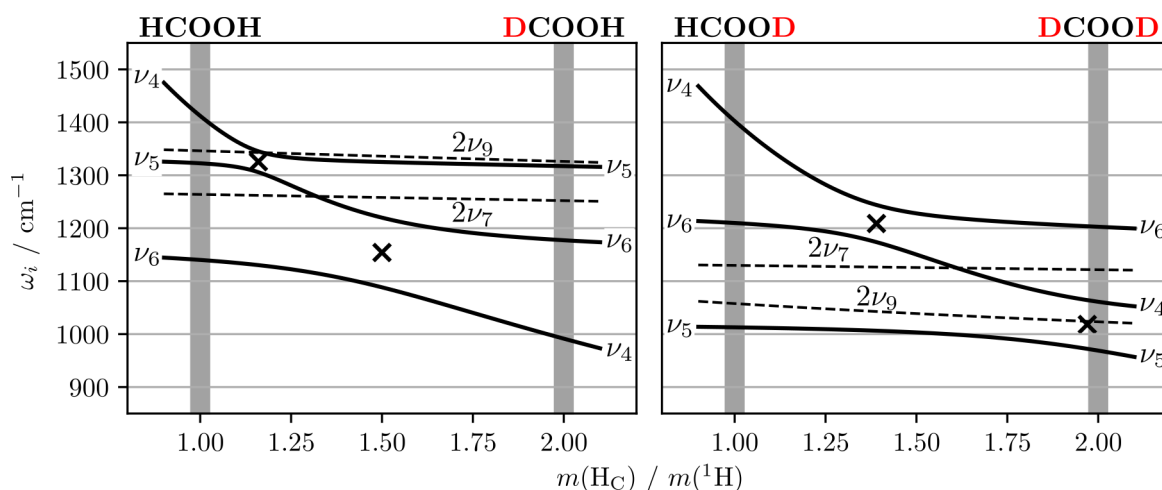 HCOOH DCOOH HCOOD DCOOD
1500
1400
1300
1200
1100
1000
900
ω_i / cm⁻¹
ν₄
ν₅
ν₆
2ν₉
2ν₇
ν₅
ν₆
ν₄
ν₄
ν₆
ν₅
2ν₇
2ν₉
ν₆
ν₄
ν₅
1.00 1.25 1.50 1.75 2.00 1.00 1.25 1.50 1.75 2.00
m(H_C) / m(¹H)